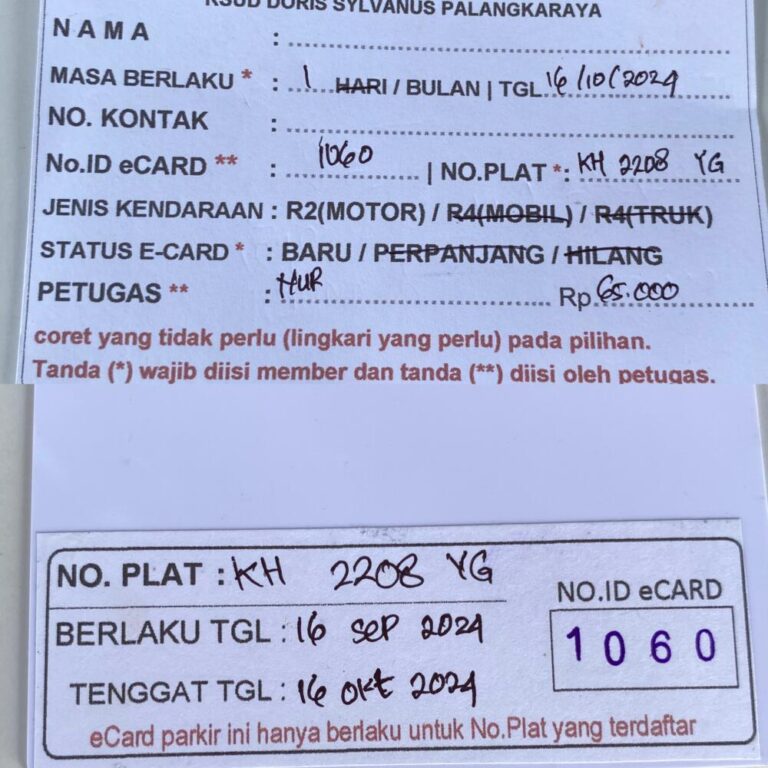 RSUD DORIS SYLVANUS PALANGKARAYA
NAMA : ........
MASA BERLAKU * : 1 HARI / BULAN | TGL 16/10/2024
NO. KONTAK : ........
No.ID eCARD ** : 1060 | NO.PLAT *: KH 2208 YG
JENIS KENDARAAN : R2(MOTOR) / R4(MOBIL) / R4(TRUK)
STATUS E-CARD * : BARU / PERPANJANG / HILANG
PETUGAS ** : HUR Rp 65.000
coret yang tidak perlu (lingkari yang perlu) pada pilihan.
Tanda (*) wajib diisi member dan tanda (**) diisi oleh petugas.
NO. PLAT : KH 2208 YG
NO.ID eCARD
BERLAKU TGL : 16 SEP 2024
1060
TENGGAT TGL : 16 OKt 2024
eCard parkir ini hanya berlaku untuk No.Plat yang terdaftar